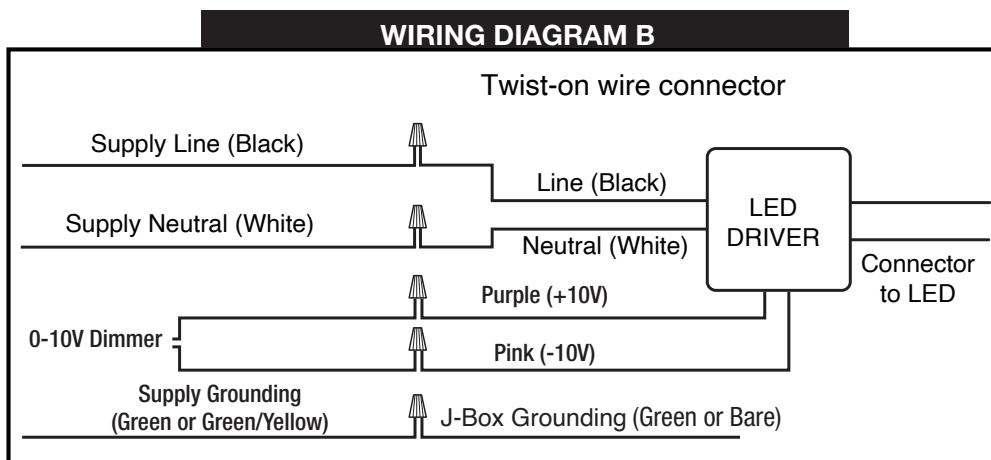 WIRING DIAGRAM B
Twist-on wire connector
Supply Line (Black)
Line (Black)
Supply Neutral (White)
Neutral (White)
LED
DRIVER
Connector
to LED
Purple (+10V)
0-10V Dimmer
Pink (-10V)
Supply Grounding
(Green or Green/Yellow)
J-Box Grounding (Green or Bare)